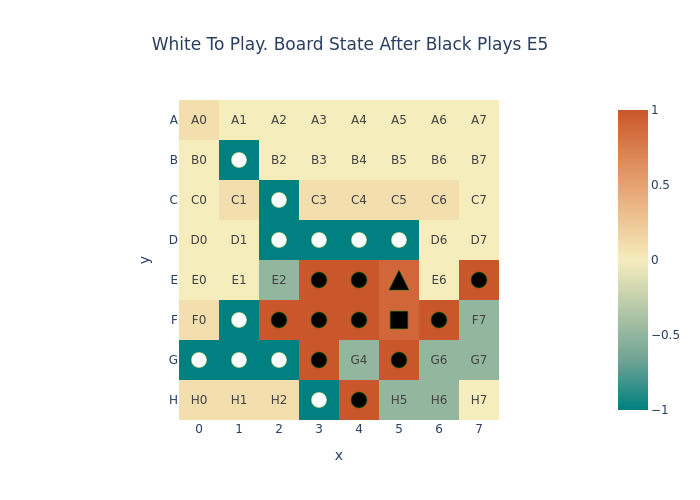 White To Play. Board State After Black Plays E5
A A0 A1 A2 A3 A4 A5 A6 A7
B B0 B2 B3 B4 B5 B6 B7
C C0 C1 C3 C4 C5 C6 C7
D D0 D1 D6 D7
E E0 E1 E2 E6
F F0 F7
G G4 G6 G7
H H0 H1 H2 H5 H6 H7
0 1 2 3 4 5 6 7
x
y
1
0.5
0
−0.5
−1